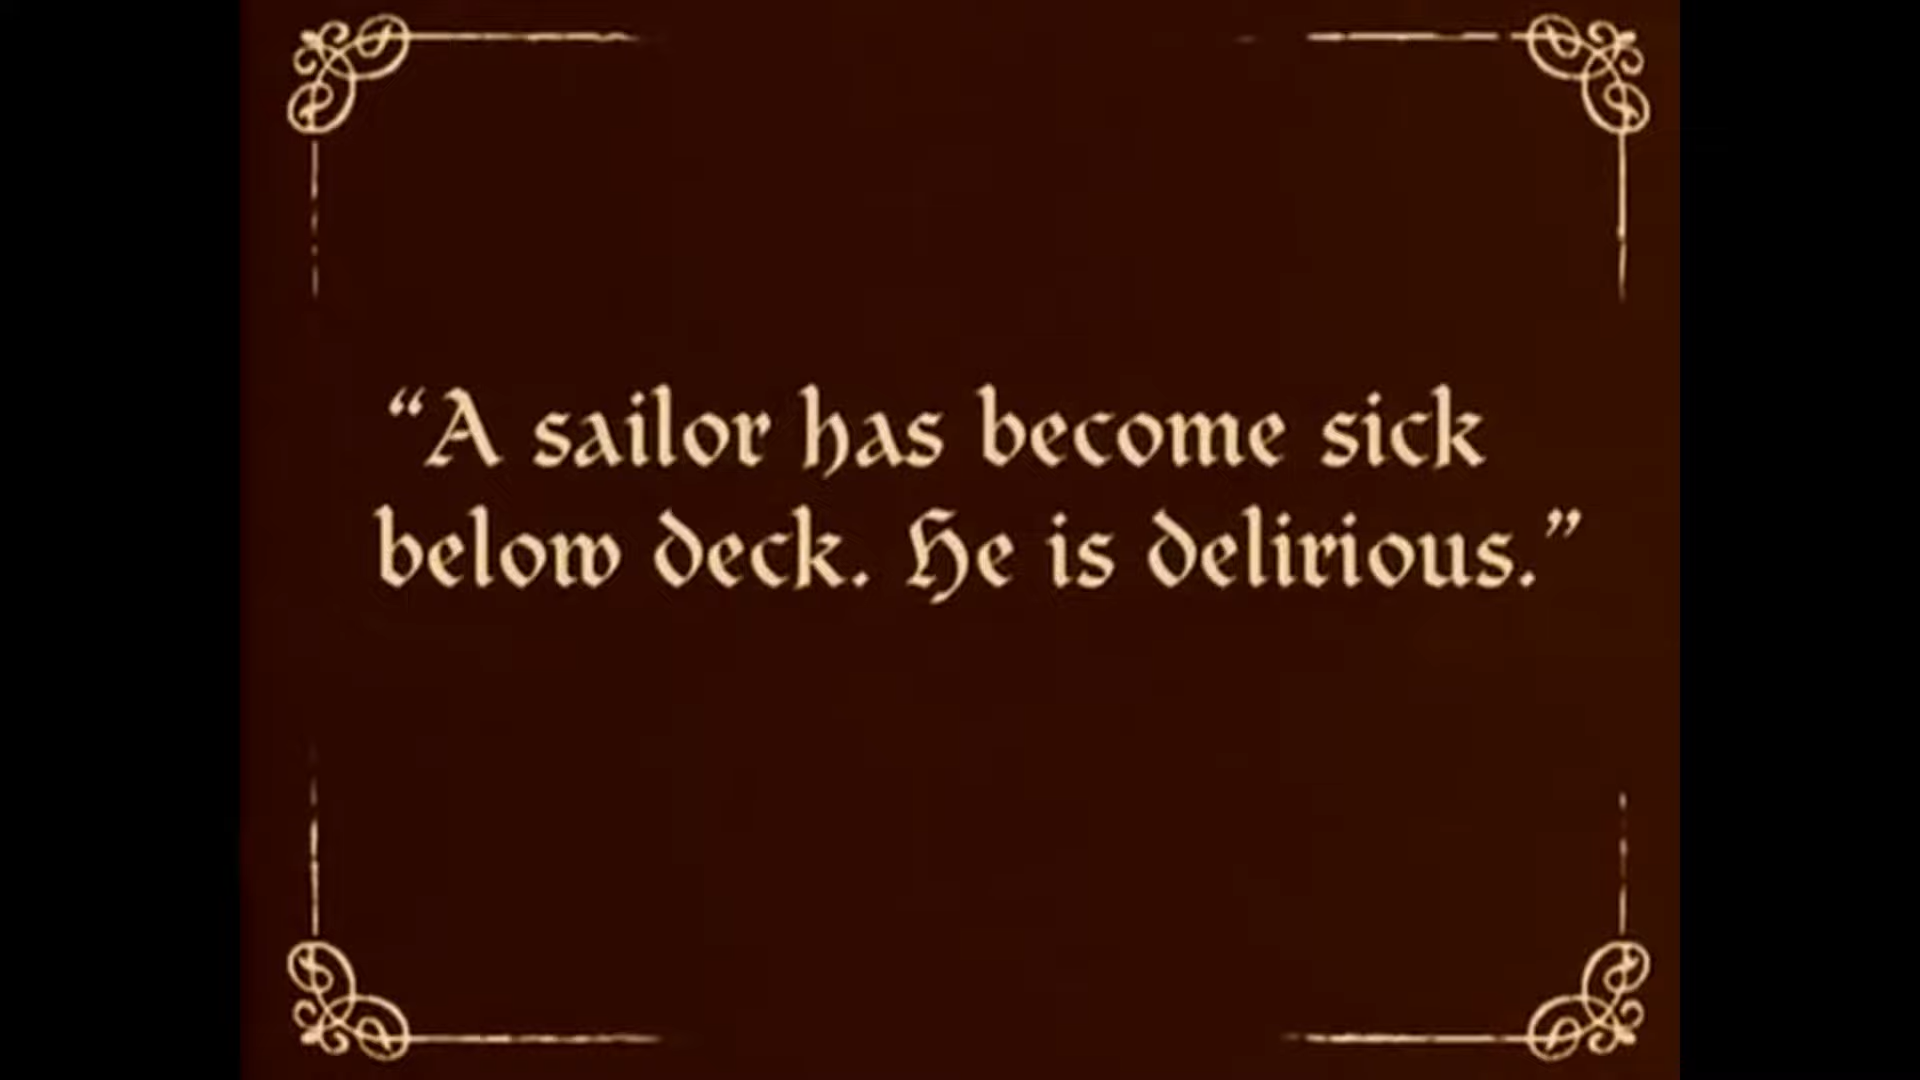 “A sailor has become sick
below deck. He is delirious.”